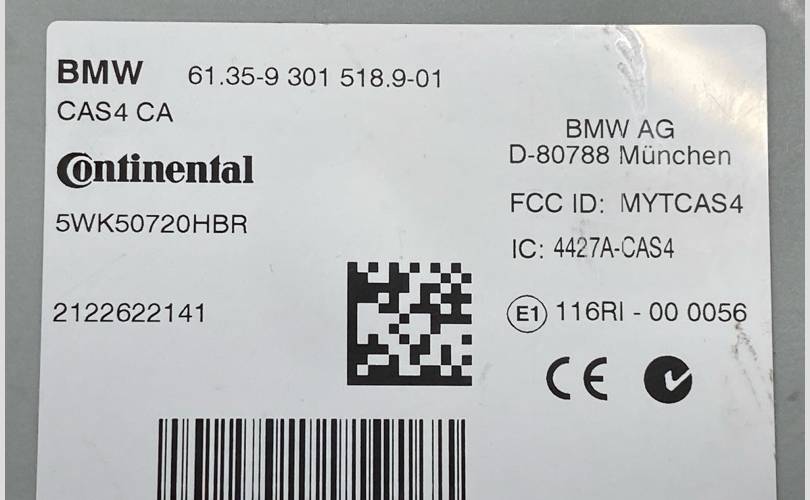 BMW 61.35-9 301 518.9-01
CAS4 CA
Continental
5WK50720HBR
2122622141
BMW AG
D-80788 München
FCC ID: MYTCAS4
IC: 4427A-CAS4
E1 116RI - 00 0056
CE